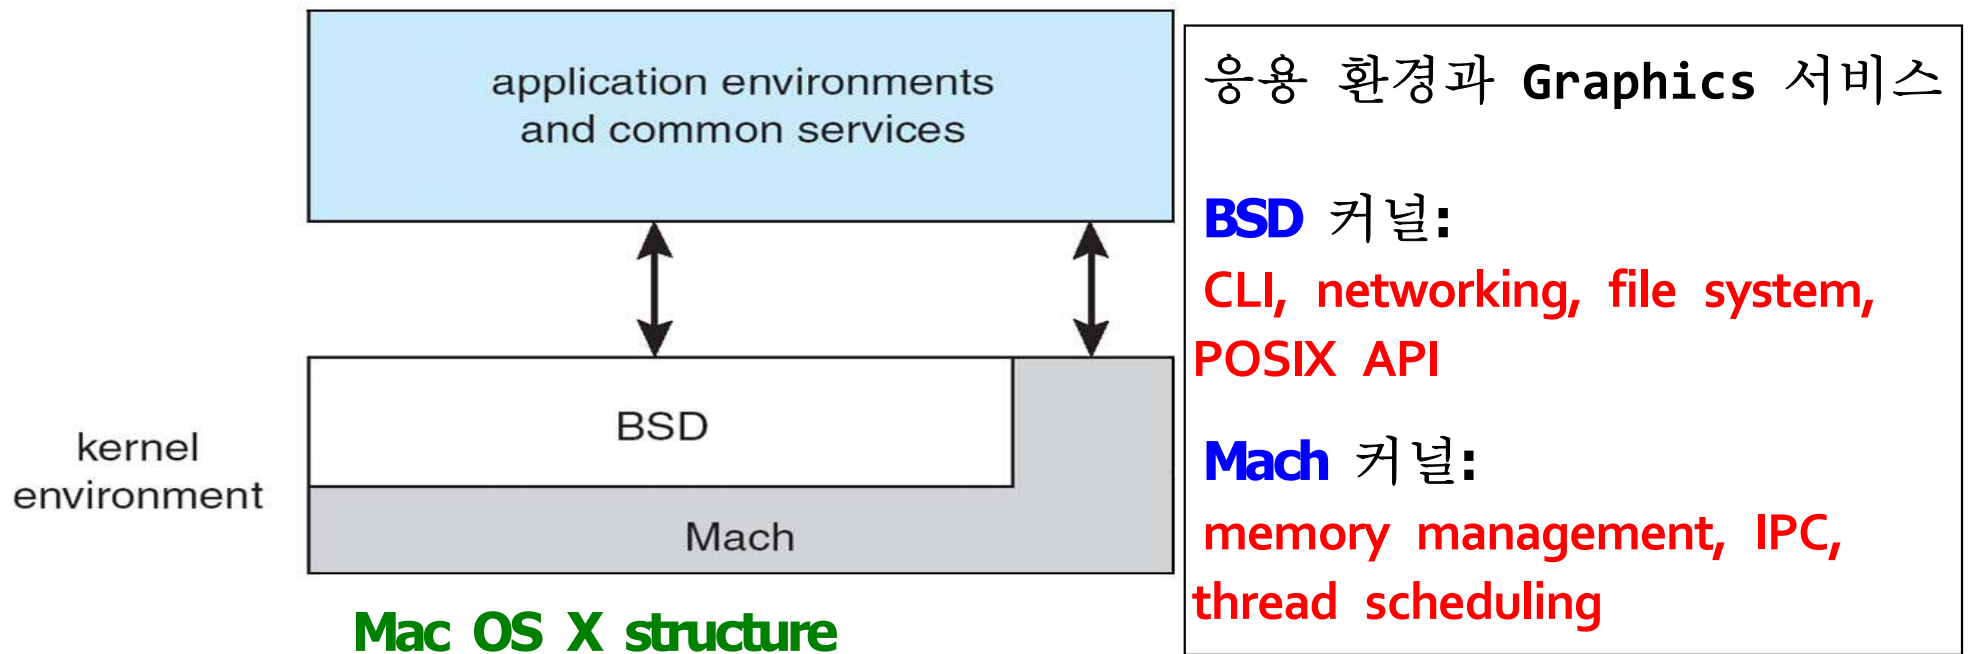 application environments
and common services
BSD
kernel
environment
Mach
Mac OS X structure
응용 환경과 Graphics 서비스
BSD 커널:
CLI, networking, file system,
POSIX API
Mach 커널:
memory management, IPC,
thread scheduling